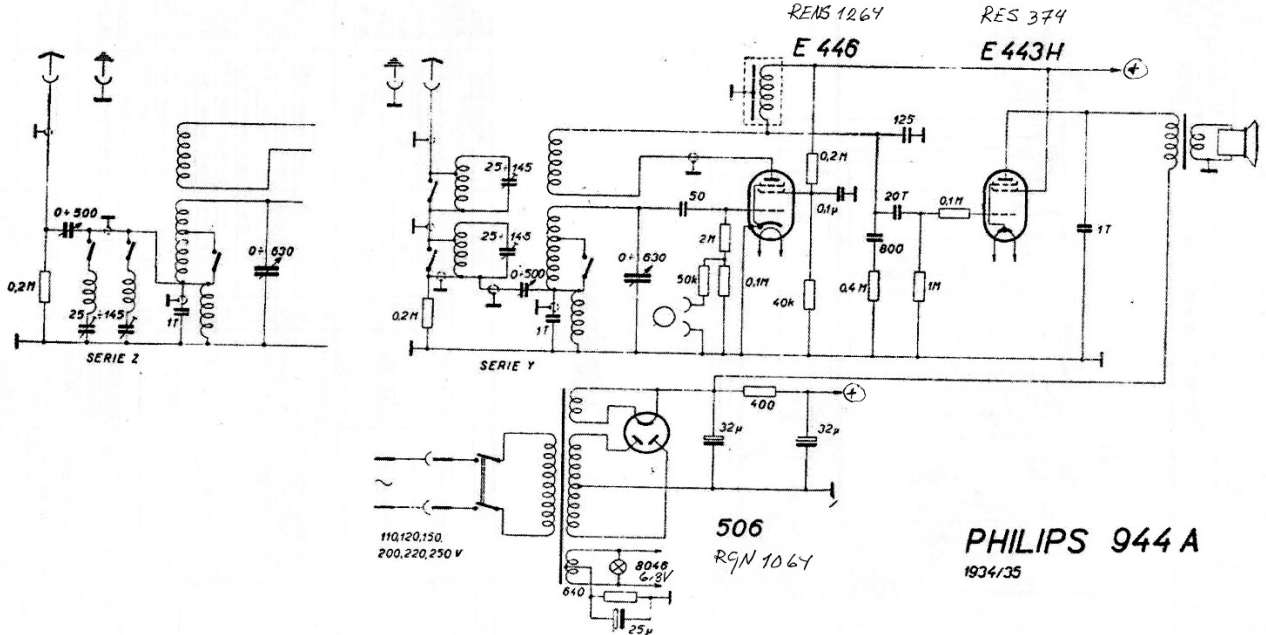 RENS 1264
RES 374
E 446
E 443H
+
125
0,2M
0,1µ
50
2M
50k
0,1M
40k
20T
800
0,4M
0,1M
1M
1T
25÷145
25÷145
0÷500
0÷630
0,2M
1T
SERIE Y
0÷500
0÷630
0,2M
25÷145
1T
SERIE Z
400
+
32µ
32µ
~
110,120,150,
200,220,250 V
8046
6.3V
640
25µ
506
RGN 1064
PHILIPS 944 A
1934/35